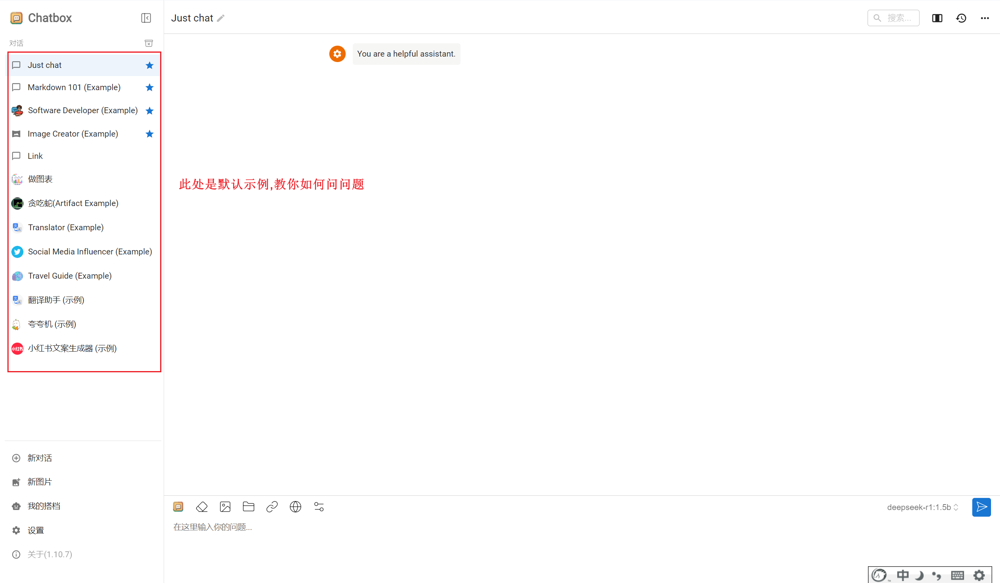 Chatbox
对话
Just chat
Markdown 101 (Example)
Software Developer (Example)
Image Creator (Example)
Link
做图表
贪吃蛇(Artifact Example)
Translator (Example)
Social Media Influencer (Example)
Travel Guide (Example)
翻译助手 (示例)
夸夸机 (示例)
小红书
小红书文案生成器 (示例)
新对话
新图片
我的搭档
设置
关于(1.10.7)
Just chat
搜索...
You are a helpful assistant.
此处是默认示例,教你如何问问题
deepseek-r1:1.5b
在这里输入你的问题...
中